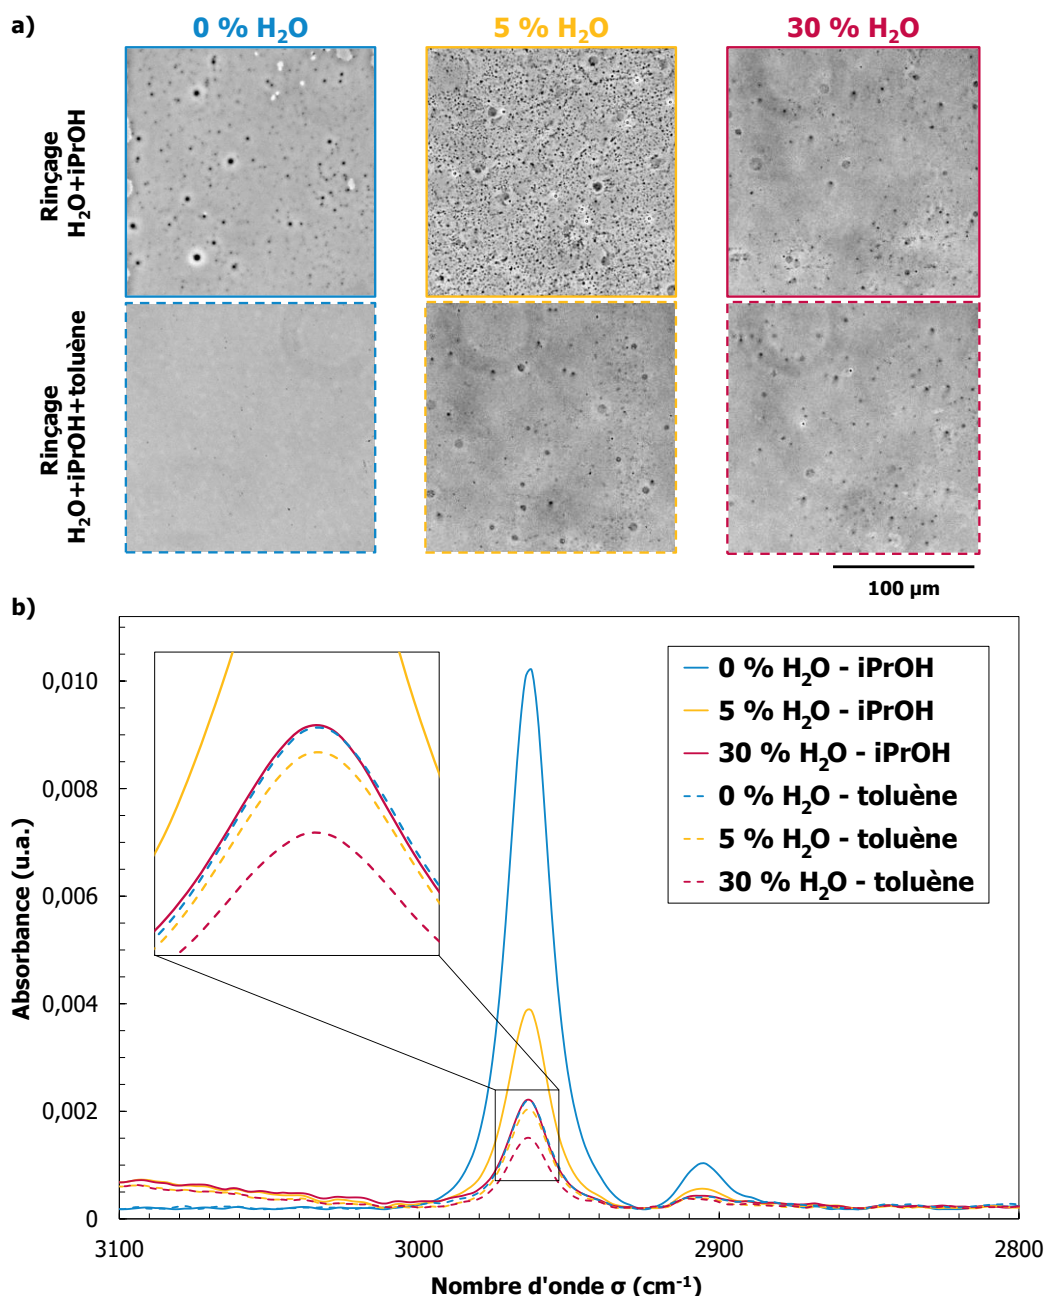 a)
0 % H₂O
5 % H₂O
30 % H₂O
Rinçage
H₂O+iPrOH
Rinçage
H₂O+iPrOH+toluène
100 µm
b)
Absorbance (u.a.)
0,010
0,008
0,006
0,004
0,002
0
0 % H₂O - iPrOH
5 % H₂O - iPrOH
30 % H₂O - iPrOH
0 % H₂O - toluène
5 % H₂O - toluène
30 % H₂O - toluène
3100
3000
2900
2800
Nombre d'onde σ (cm⁻¹)